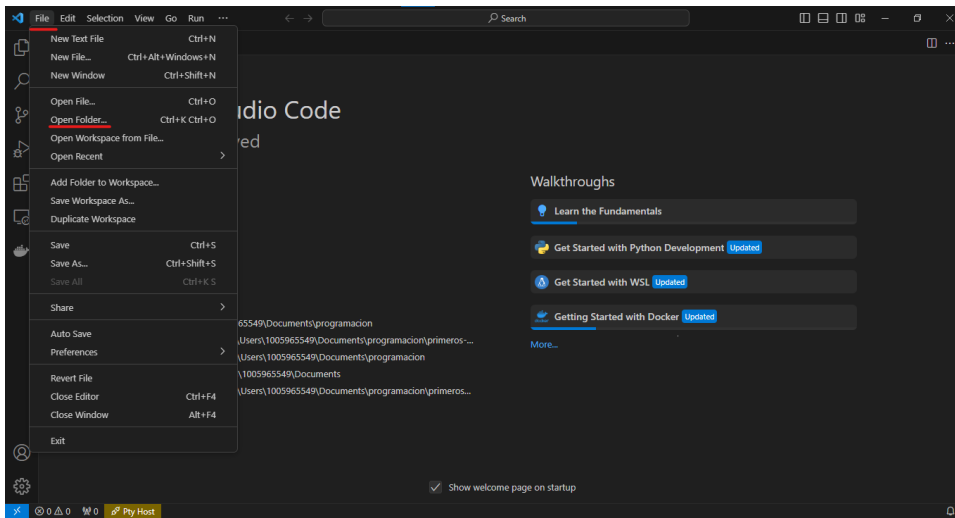 File Edit Selection View Go Run ... Search
New Text File Ctrl+N
New File... Ctrl+Alt+Windows+N
New Window Ctrl+Shift+N
Open File... Ctrl+O
Open Folder... Ctrl+K Ctrl+O
Open Workspace from File...
Open Recent
Add Folder to Workspace...
Save Workspace As...
Duplicate Workspace
Save Ctrl+S
Save As... Ctrl+Shift+S
Save All Ctrl+K S
Share
Auto Save
Preferences
Revert File
Close Editor Ctrl+F4
Close Window Alt+F4
Exit
udio Code
ved
65549\Documents\programacion
\Users\1005965549\Documents\programacion\primeros-...
\Users\1005965549\Documents\programacion
\1005965549\Documents
\Users\1005965549\Documents\programacion\primeros...
Walkthroughs
Learn the Fundamentals
Get Started with Python Development Updated
Get Started with WSL Updated
Getting Started with Docker Updated
More...
Show welcome page on startup
0 0 0 Pty Host